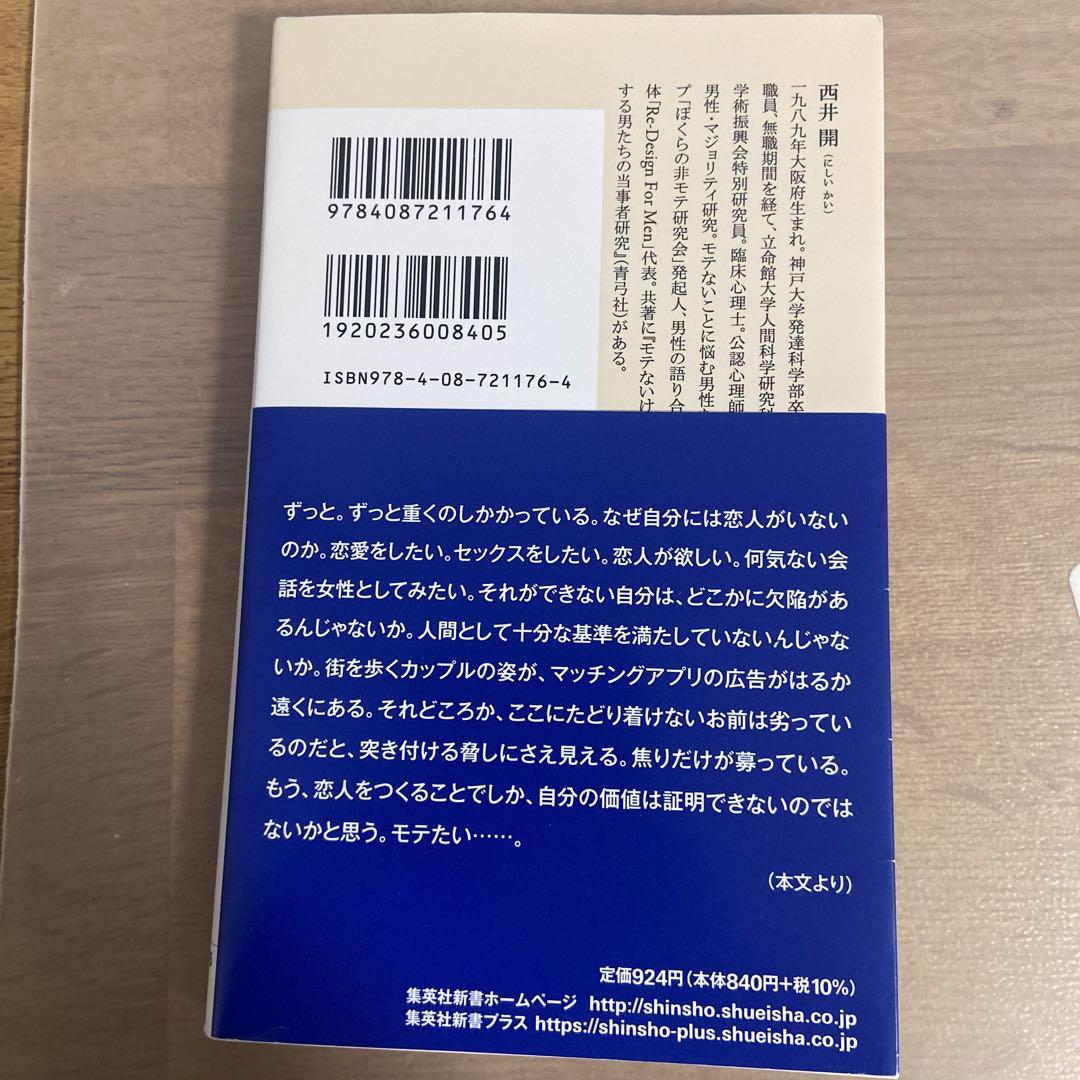 西井 開(にしい かい)
一九八九年大阪府生まれ。神戸大学発達科学部卒
職員、無職期間を経て、立命館大学人間科学研究科
学術振興会特別研究員。臨床心理士。公認心理師
男性・マジョリティ研究。モテないことに悩む男性
プ「ぼくらの非モテ研究会」発起人、男性の語り合
体「Re-Design For Men」代表。共著に『モテないけ
する男たちの当事者研究』(青弓社)がある。
9784087211764
1920236008405
ISBN978-4-08-721176-4
ずっと。ずっと重くのしかかっている。なぜ自分には恋人がいない
のか。恋愛をしたい。セックスをしたい。恋人が欲しい。何気ない会
話を女性としてみたい。それができない自分は、どこかに欠陥があ
るんじゃないか。人間として十分な基準を満たしていないんじゃな
いか。街を歩くカップルの姿が、マッチングアプリの広告がはるか
遠くにある。それどころか、ここにたどり着けないお前は劣ってい
るのだと、突き付ける脅しにさえ見える。焦りだけが募っている。
もう、恋人をつくることでしか、自分の価値は証明できないのでは
ないかと思う。モテたい……。
(本文より)
定価924円(本体840円+税10%)
集英社新書ホームページ http://shinsho.shueisha.co.jp
集英社新書プラス https://shinsho-plus.shueisha.co.jp